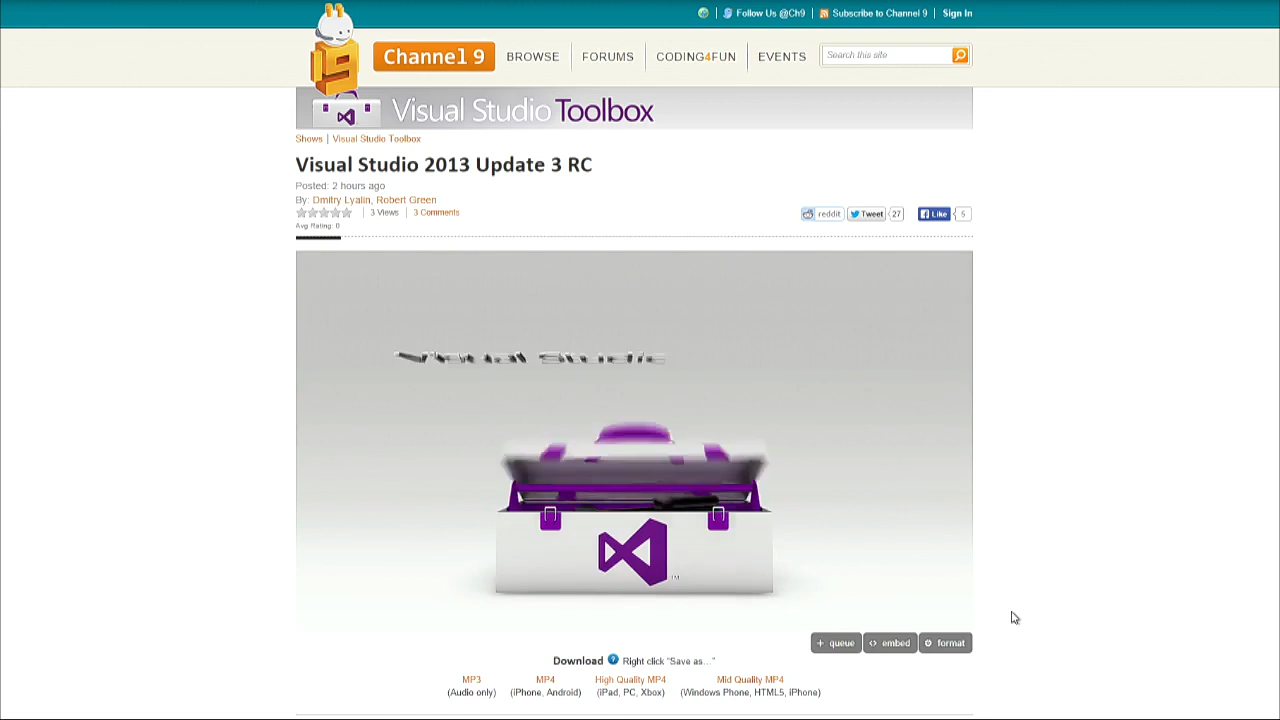 Follow Us @Ch9 | Subscribe to Channel 9 | Sign In
9 Channel 9 BROWSE FORUMS CODING4FUN EVENTS Search this site
Visual Studio Toolbox
Shows | Visual Studio Toolbox
Visual Studio 2013 Update 3 RC
Posted: 2 hours ago
By: Dmitry Lyalin, Robert Green
3 Views | 3 Comments reddit Tweet 27 Like 5
Avg Rating: 0
Visual Studio
TM
+ queue <> embed format
Download ? Right click “Save as…”
MP3 MP4 High Quality MP4 Mid Quality MP4
(Audio only) (iPhone, Android) (iPad, PC, Xbox) (Windows Phone, HTML5, iPhone)